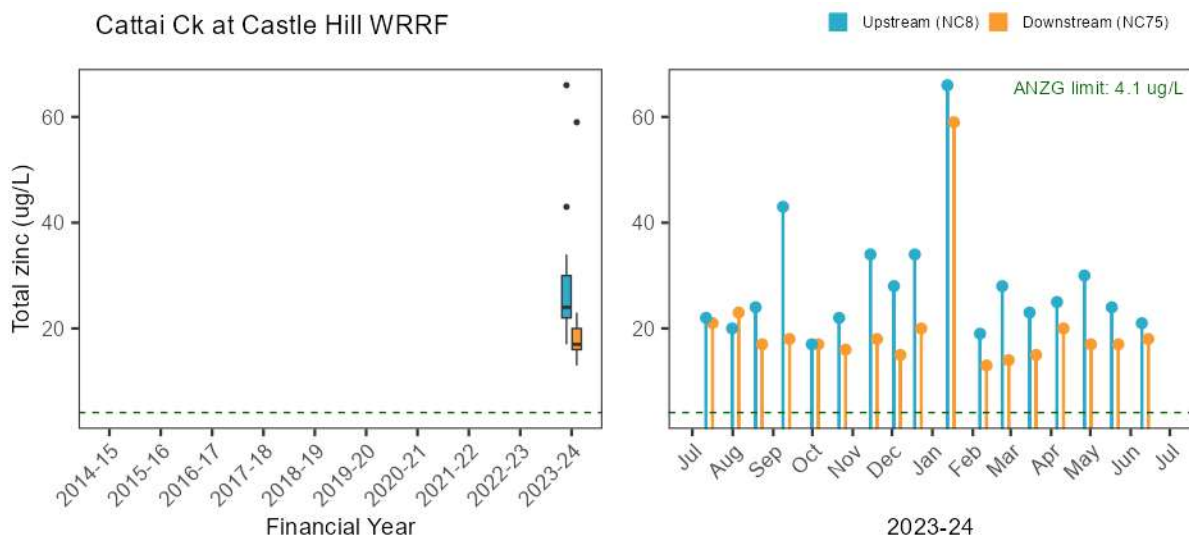 Cattai Ck at Castle Hill WRRF
Upstream (NC8)
Downstream (NC75)
Total zinc (ug/L)
60
40
20
2014-15
2015-16
2016-17
2017-18
2018-19
2019-20
2020-21
2021-22
2022-23
2023-24
Financial Year
ANZG limit: 4.1 ug/L
60
40
20
Jul
Aug
Sep
Oct
Nov
Dec
Jan
Feb
Mar
Apr
May
Jun
Jul
2023-24